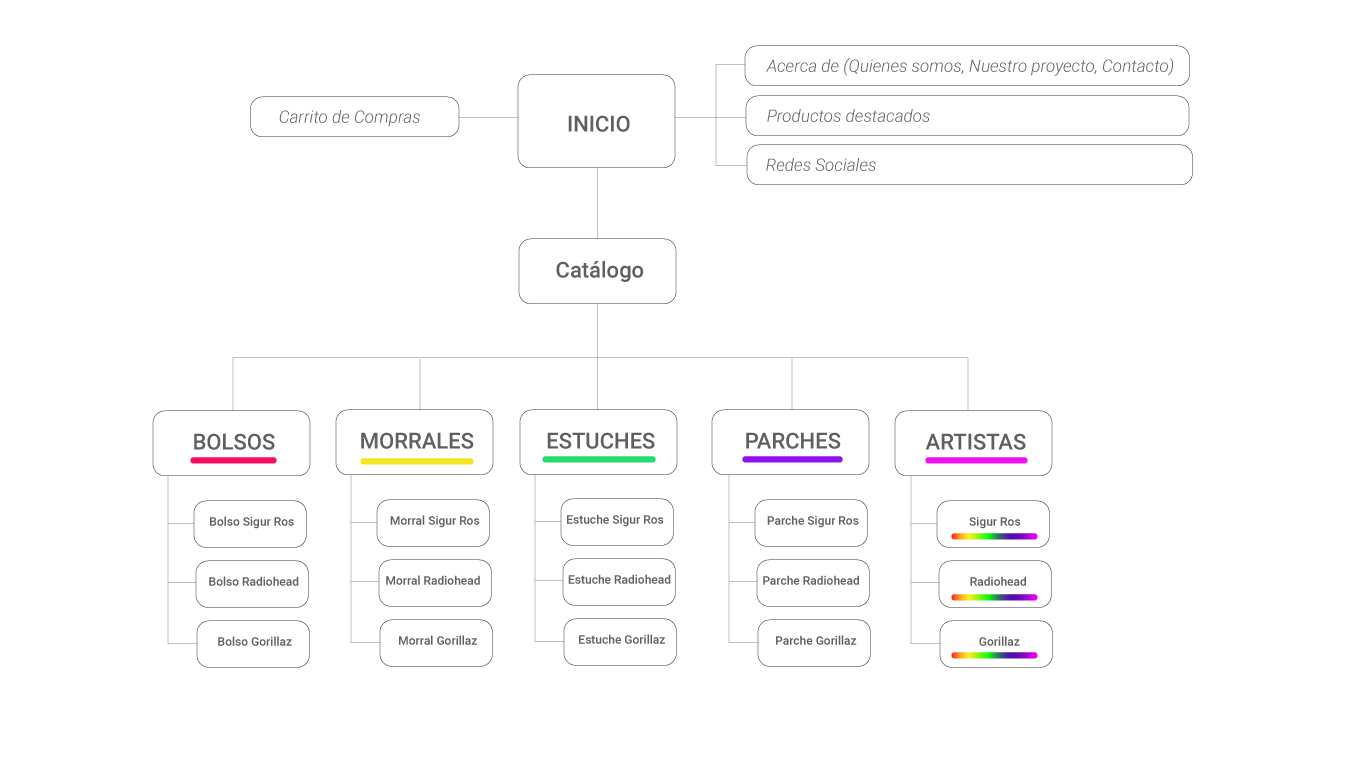 Acerca de (Quienes somos, Nuestro proyecto, Contacto)
Carrito de Compras
INICIO
Productos destacados
Redes Sociales
Catálogo
BOLSOS
MORRALES
ESTUCHES
PARCHES
ARTISTAS
Bolso Sigur Ros
Morral Sigur Ros
Estuche Sigur Ros
Parche Sigur Ros
Sigur Ros
Bolso Radiohead
Morral Radiohead
Estuche Radiohead
Parche Radiohead
Radiohead
Bolso Gorillaz
Morral Gorillaz
Estuche Gorillaz
Parche Gorillaz
Gorillaz